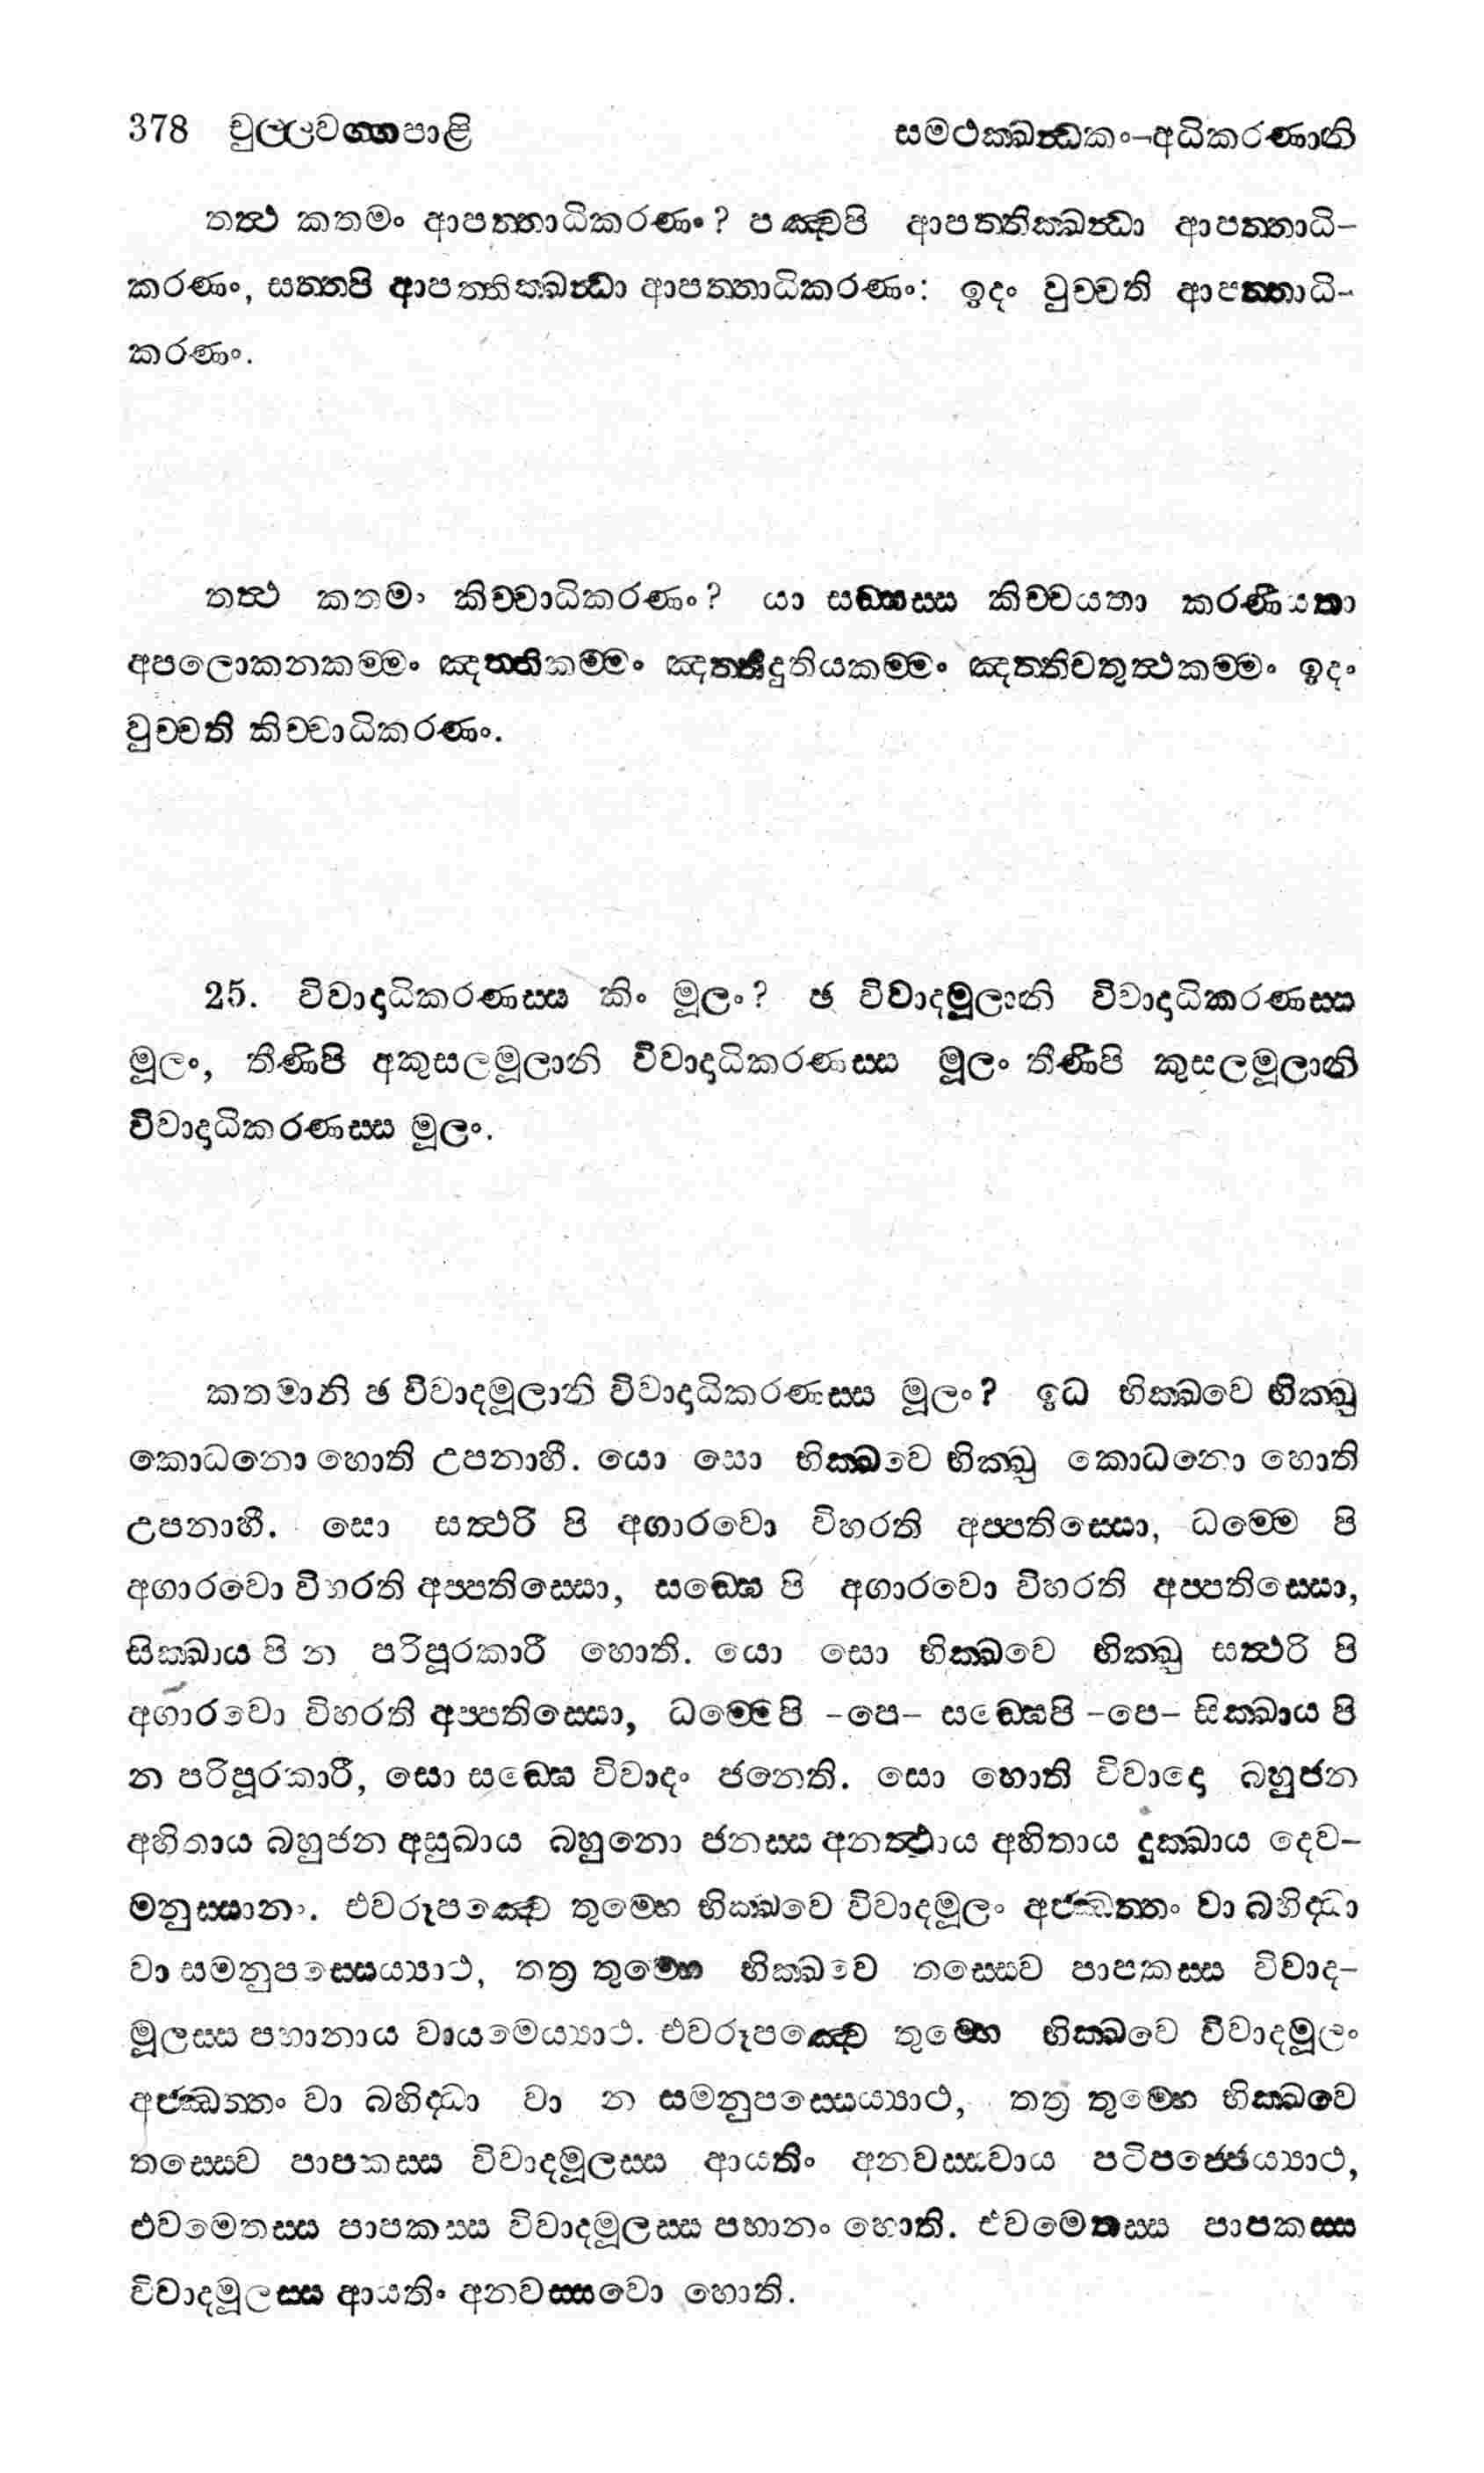 378 චුල්ලවග්ගපාළි සමථක්ඛන්ධකං-අධිකරණානි
තත්ථ කතමං ආපත්තාධිකරණං? පඤ්චපි ආපත්තික්ඛන්ධා ආපත්තාධි-
කරණං, සත්තපි ආපත්තික්ඛන්ධා ආපත්තාධිකරණං: ඉදං වුච්චති ආපත්තාධි-
කරණං.
තත්ථ කතමං කිච්චාධිකරණං? යා සඞ්ඝස්ස කිච්චයතා කරණීයතා
අපලොකනකම්මං ඤත්තිකම්මං ඤත්තිදුතියකම්මං ඤත්තිචතුත්ථකම්මං ඉදං
වුච්චති කිච්චාධිකරණං.
25. විවාදාධිකරණස්ස කිං මූලං? ඡ විවාදමූලානි විවාදාධිකරණස්ස
මූලං, තීණිපි අකුසලමූලානි විවාදාධිකරණස්ස මූලං තීණිපි කුසලමූලානි
විවාදාධිකරණස්ස මූලං.
කතමානි ඡ විවාදමූලානි විවාදාධිකරණස්ස මූලං? ඉධ භික්ඛවෙ භික්ඛු
කොධනො හොති උපනාහී. යො සො භික්ඛවෙ භික්ඛු කොධනො හොති
උපනාහී. සො සත්ථරි පි අගාරවො විහරති අප්පතිස්සො, ධම්මෙ පි
අගාරවො විහරති අප්පතිස්සො, සඞ්ඝෙ පි අගාරවො විහරති අප්පතිස්සො,
සික්ඛාය පි න පරිපූරකාරී හොති. යො සො භික්ඛවෙ භික්ඛු සත්ථරි පි
අගාරවො විහරති අප්පතිස්සො, ධම්මෙපි -පෙ- සඞ්ඝෙපි -පෙ- සික්ඛාය පි
න පරිපූරකාරී, සො සඞ්ඝෙ විවාදං ජනෙති. සො හොති විවාදො බහුජන
අහිතාය බහුජන අසුඛාය බහුනො ජනස්ස අනත්ථාය අහිතාය දුක්ඛාය දෙව-
මනුස්සානං. එවරූපඤ්චෙ තුම්හෙ භික්ඛවෙ විවාදමූලං අජ්ඣත්තං වා බහිද්ධා
වා සමනුපස්සෙය්‍යාථ, තත්‍ර තුම්හෙ භික්ඛවෙ තස්සෙව පාපකස්ස විවාද-
මූලස්ස පහානාය වායමෙය්‍යාථ. එවරූපඤ්චෙ තුම්හෙ භික්ඛවෙ විවාදමූලං
අජ්ඣත්තං වා බහිද්ධා වා න සමනුපස්සෙය්‍යාථ, තත්‍ර තුම්හෙ භික්ඛවෙ
තස්සෙව පාපකස්ස විවාදමූලස්ස ආයතිං අනවස්සවාය පටිපජ්ජෙය්‍යාථ,
එවමෙතස්ස පාපකස්ස විවාදමූලස්ස පහානං හොති. එවමෙතස්ස පාපකස්ස
විවාදමූලස්ස ආයතිං අනවස්සවො හොති.